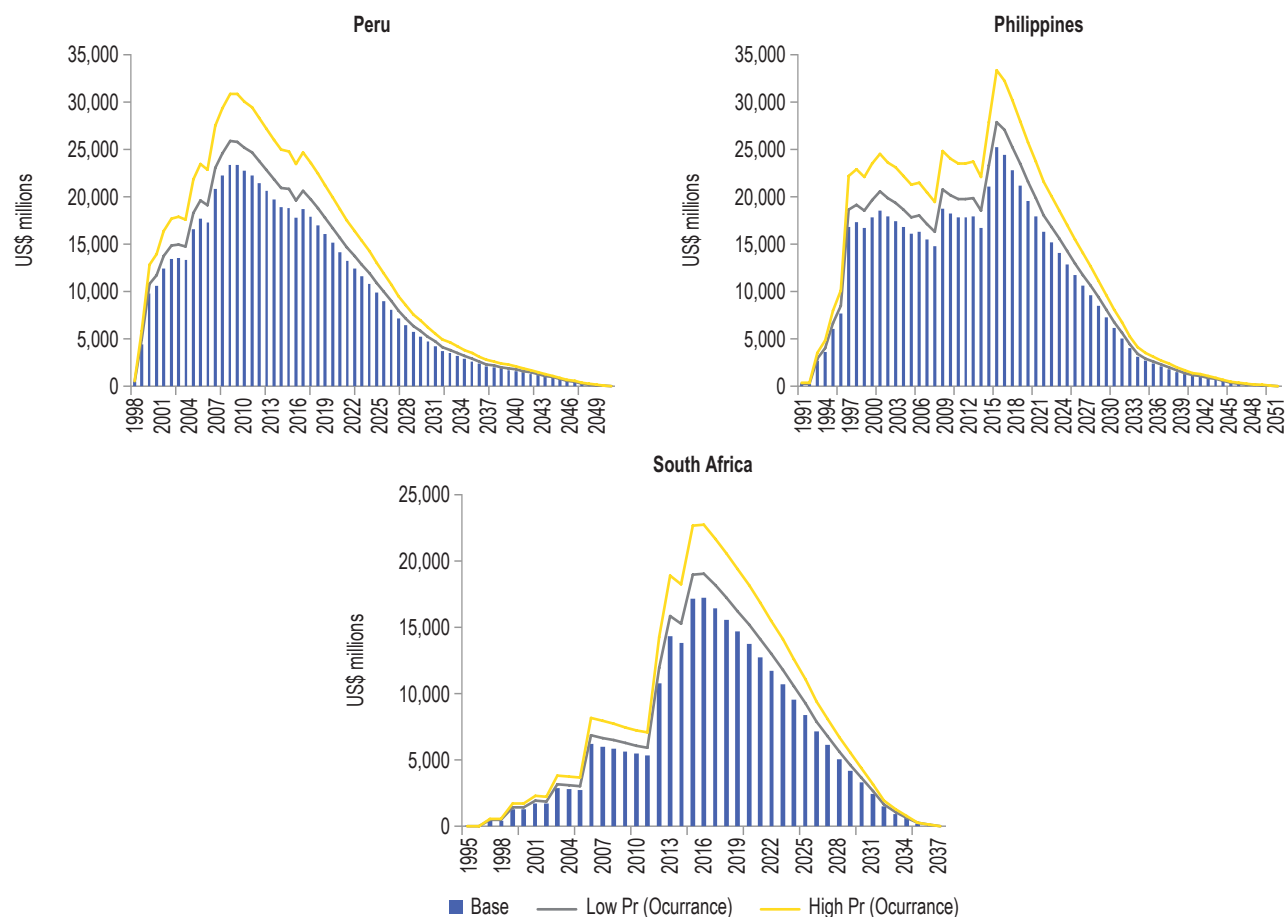 Peru
US$ millions
35,000
30,000
25,000
20,000
15,000
10,000
5,000
0
1998 2001 2004 2007 2010 2013 2016 2019 2022 2025 2028 2031 2034 2037 2040 2043 2046 2049
Philippines
US$ millions
35,000
30,000
25,000
20,000
15,000
10,000
5,000
0
1991 1994 1997 2000 2003 2006 2009 2012 2015 2018 2021 2024 2027 2030 2033 2036 2039 2042 2045 2048 2051
South Africa
US$ millions
25,000
20,000
15,000
10,000
5,000
0
1995 1998 2001 2004 2007 2010 2013 2016 2019 2022 2025 2028 2031 2034 2037
Base Low Pr (Ocurrance) High Pr (Ocurrance)